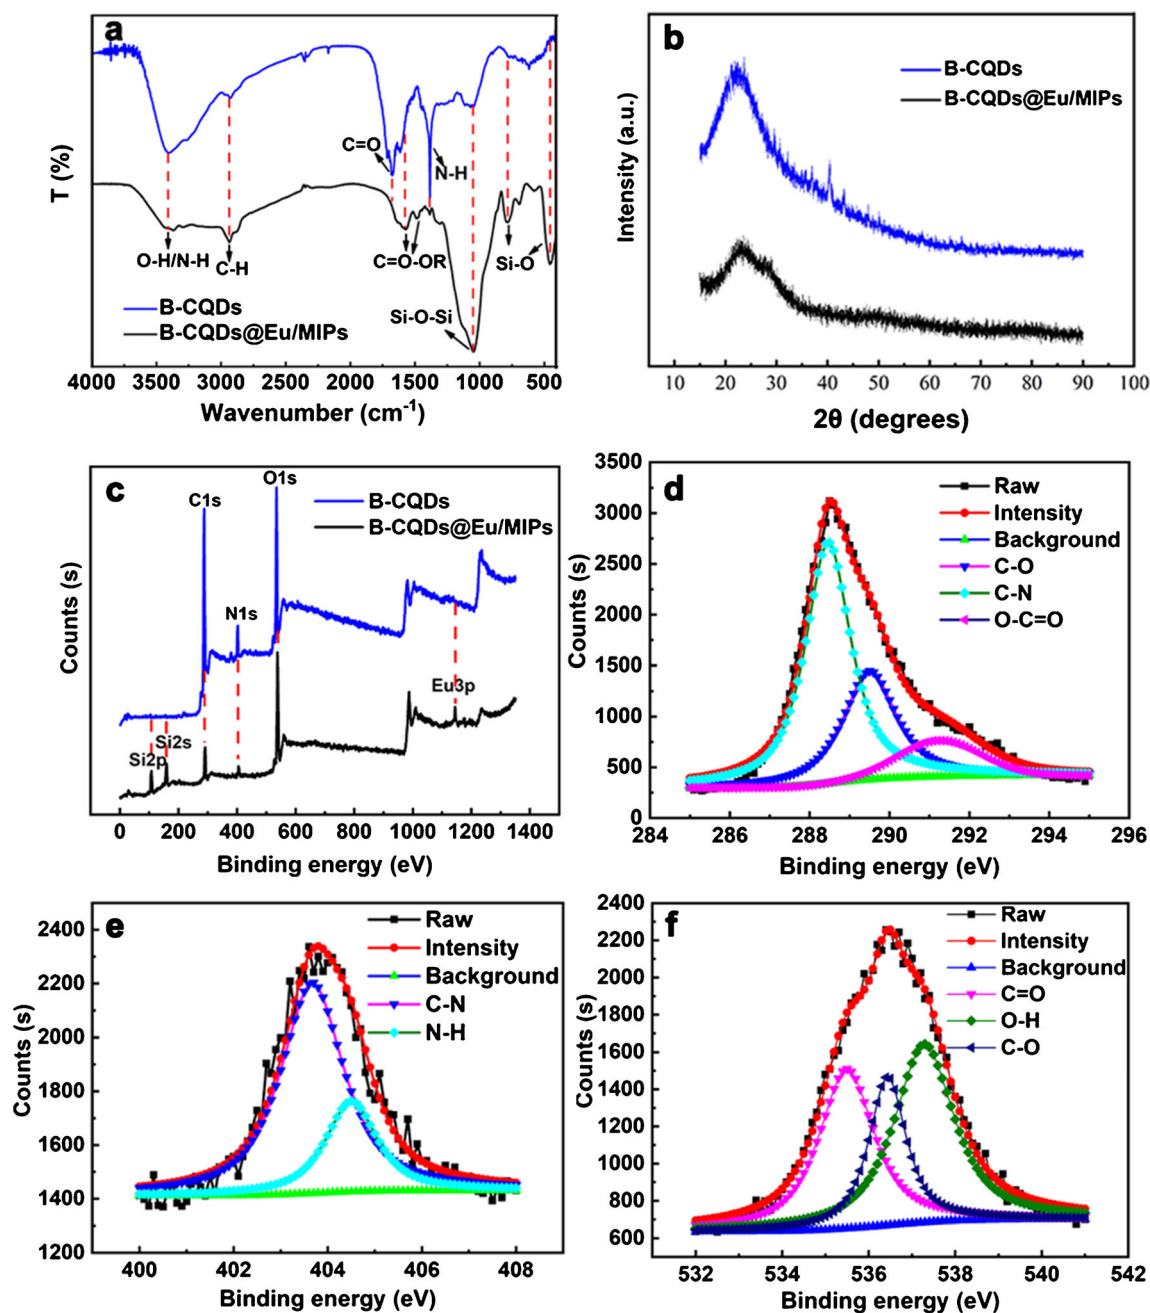 a
B-CQDs
B-CQDs@Eu/MIPs
C=O
N-H
O-H/N-H
C-H
C=O-OR
Si-O
Si-O-Si
T (%)
4000 3500 3000 2500 2000 1500 1000 500
Wavenumber (cm⁻¹)
b
B-CQDs
B-CQDs@Eu/MIPs
Intensity (a.u.)
10 20 30 40 50 60 70 80 90 100
2θ (degrees)
c
C1s
O1s
N1s
B-CQDs
B-CQDs@Eu/MIPs
Eu3p
Si2s
Si2p
Counts (s)
0 200 400 600 800 1000 1200 1400
Binding energy (eV)
d
Raw
Intensity
Background
C-O
C-N
O-C=O
Counts (s)
3500
3000
2500
2000
1500
1000
500
0
284 286 288 290 292 294 296
Binding energy (eV)
e
Raw
Intensity
Background
C-N
N-H
Counts (s)
2400
2200
2000
1800
1600
1400
1200
400 402 404 406 408
Binding energy (eV)
f
Raw
Intensity
Background
C=O
O-H
C-O
Counts (s)
2400
2200
2000
1800
1600
1400
1200
1000
800
600
532 534 536 538 540 542
Binding energy (eV)